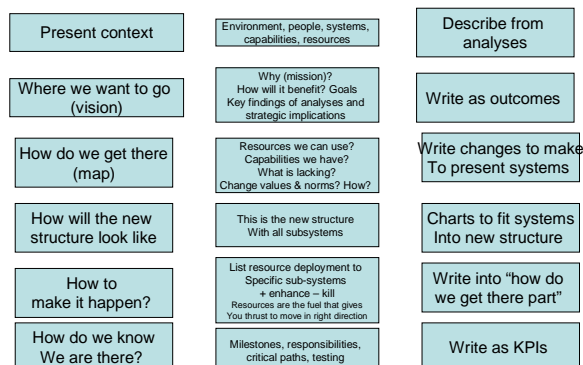 Present context
Environment, people, systems,
capabilities, resources
Describe from
analyses
Where we want to go
(vision)
Why (mission)?
How will it benefit? Goals
Key findings of analyses and
strategic implications
Write as outcomes
How do we get there
(map)
Resources we can use?
Capabilities we have?
What is lacking?
Change values & norms? How?
Write changes to make
To present systems
How will the new
structure look like
This is the new structure
With all subsystems
Charts to fit systems
Into new structure
How to
make it happen?
List resource deployment to
Specific sub-systems
+ enhance – kill
Resources are the fuel that gives
You thrust to move in right direction
Write into “how do
we get there part”
How do we know
We are there?
Milestones, responsibilities,
critical paths, testing
Write as KPIs